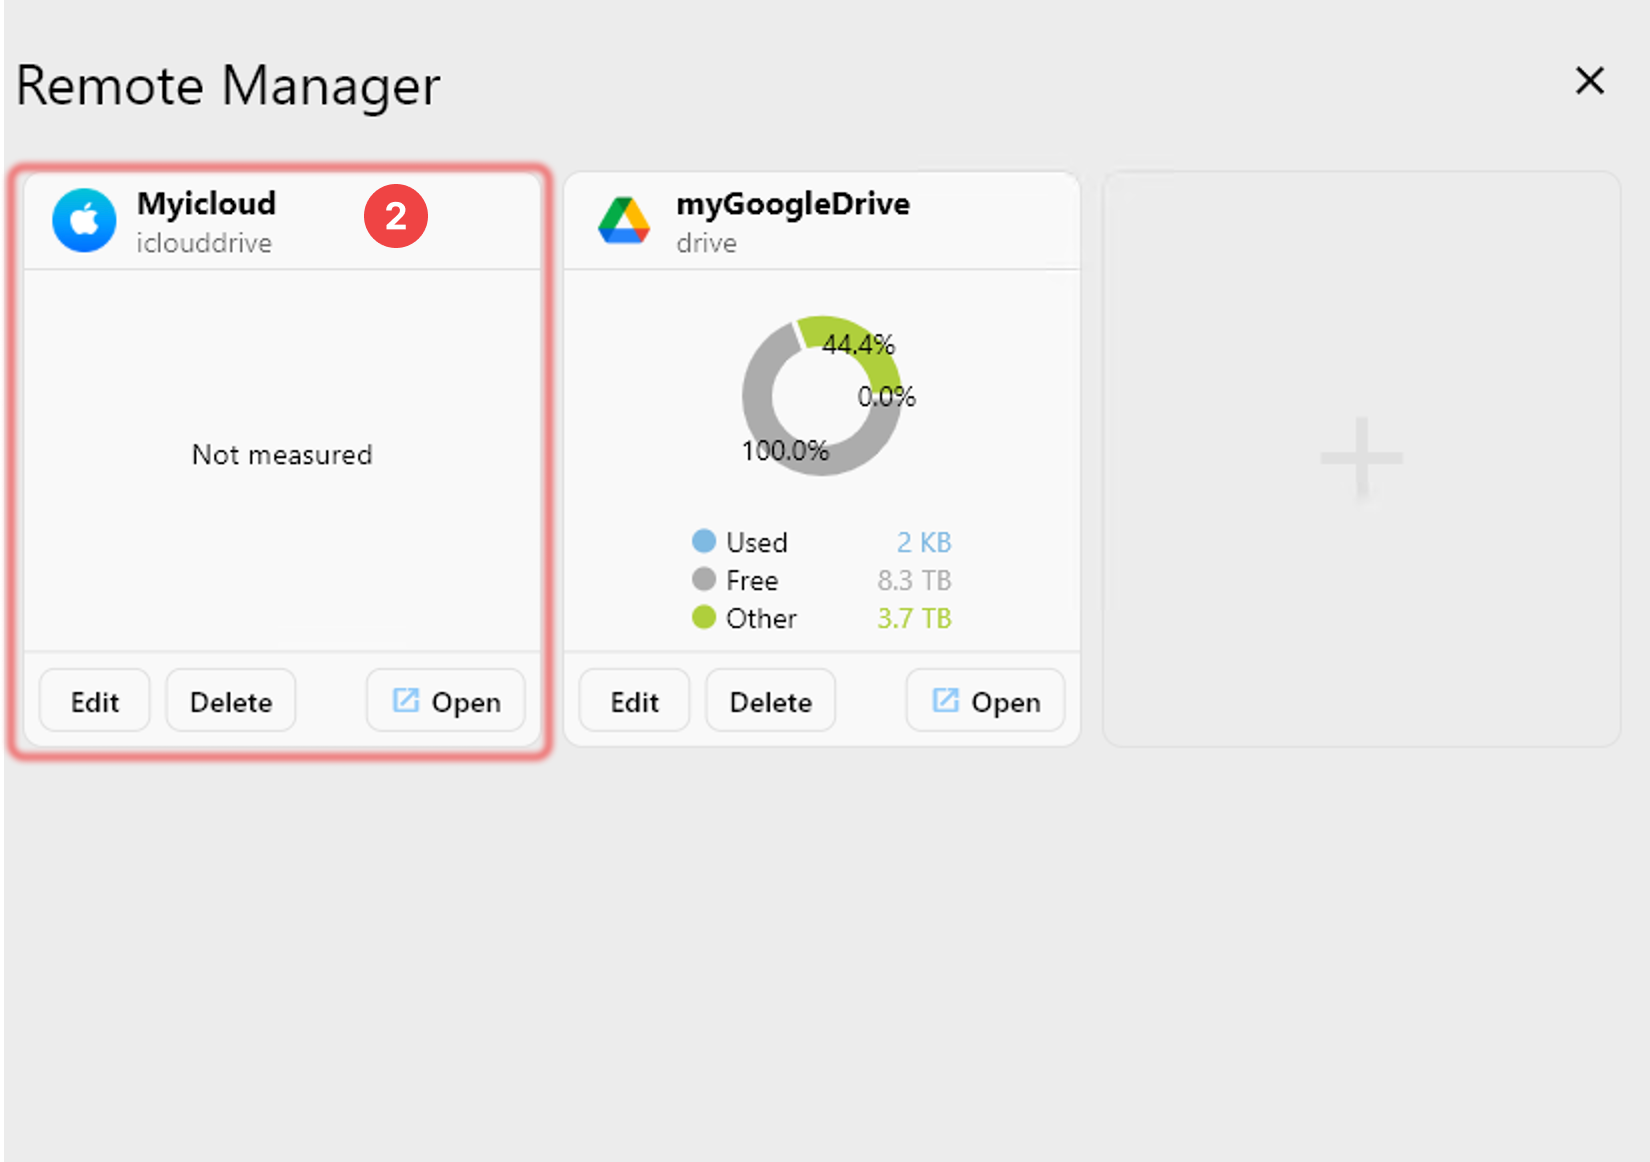 Remote Manager
Myicloud
iclouddrive
2
Not measured
Edit
Delete
Open
myGoogleDrive
drive
44.4%
0.0%
100.0%
Used 2 KB
Free 8.3 TB
Other 3.7 TB
Edit
Delete
Open